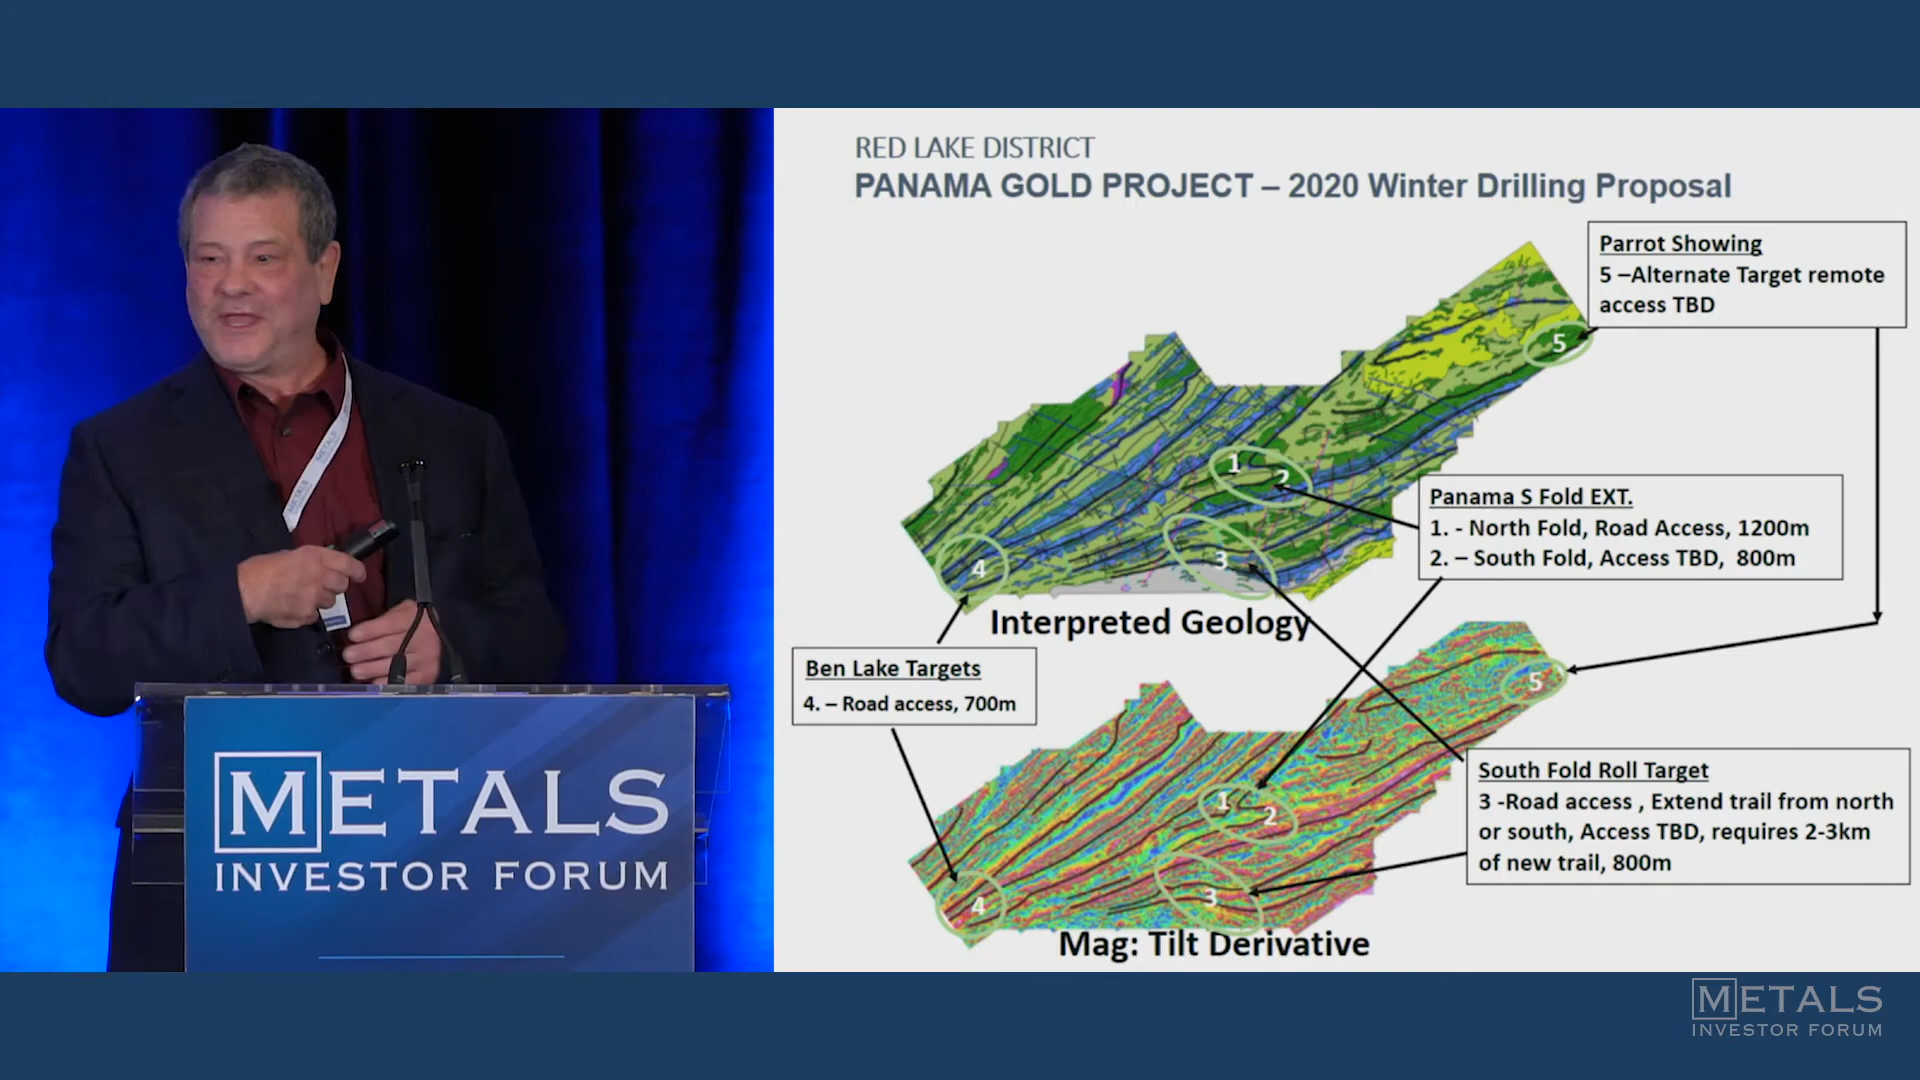 RED LAKE DISTRICT
PANAMA GOLD PROJECT – 2020 Winter Drilling Proposal
Parrot Showing
5 –Alternate Target remote
access TBD
5
1
2
3
4
Panama S Fold EXT.
1. - North Fold, Road Access, 1200m
2. – South Fold, Access TBD, 800m
Interpreted Geology
Ben Lake Targets
4. – Road access, 700m
5
1
2
3
4
South Fold Roll Target
3 -Road access , Extend trail from north
or south, Access TBD, requires 2-3km
of new trail, 800m
Mag: Tilt Derivative
METALS
INVESTOR FORUM
METALS
INVESTOR FORUM